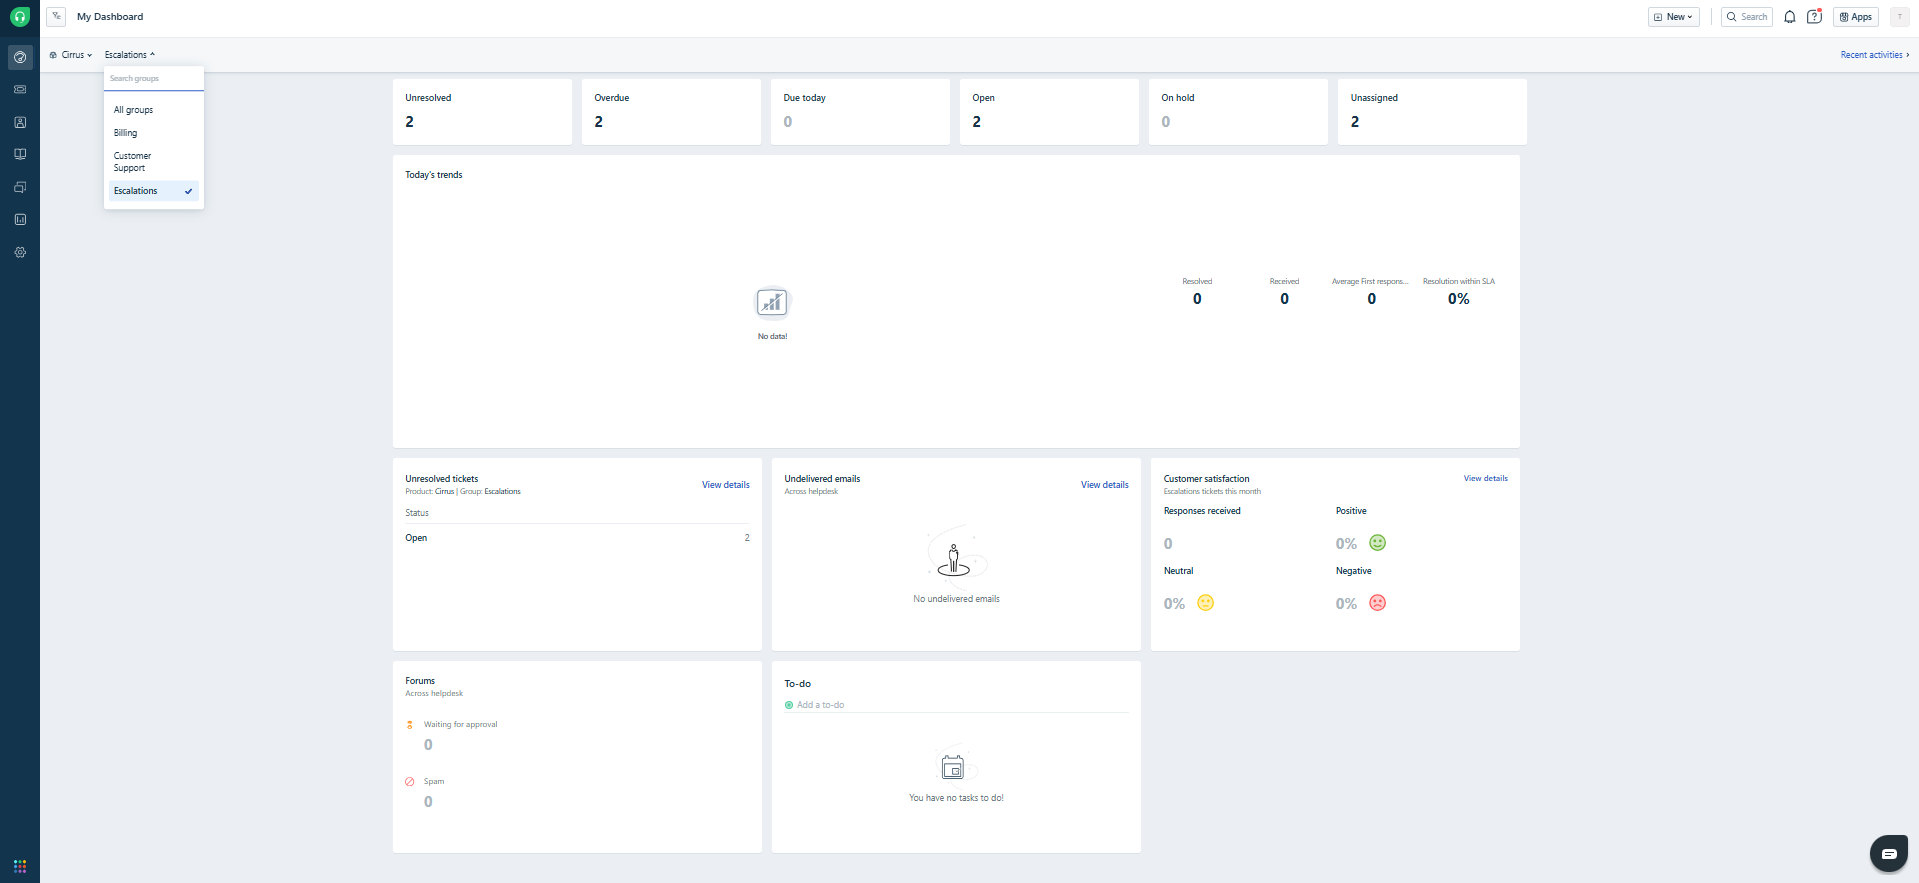 My Dashboard
New
Search
Apps
T
Cirrus
Escalations
Recent activities
Search groups
All groups
Billing
Customer
Support
Escalations
Unresolved
2
Overdue
2
Due today
0
Open
2
On hold
0
Unassigned
2
Today's trends
No data!
Resolved
0
Received
0
Average First respons...
0
Resolution within SLA
0%
Unresolved tickets
Product: Cirrus | Group: Escalations
View details
Status
Open
2
Undelivered emails
Across helpdesk
View details
No undelivered emails
Customer satisfaction
Escalations tickets this month
View details
Responses received
0
Positive
0%
Neutral
0%
Negative
0%
Forums
Across helpdesk
Waiting for approval
0
Spam
0
To-do
Add a to-do
You have no tasks to do!